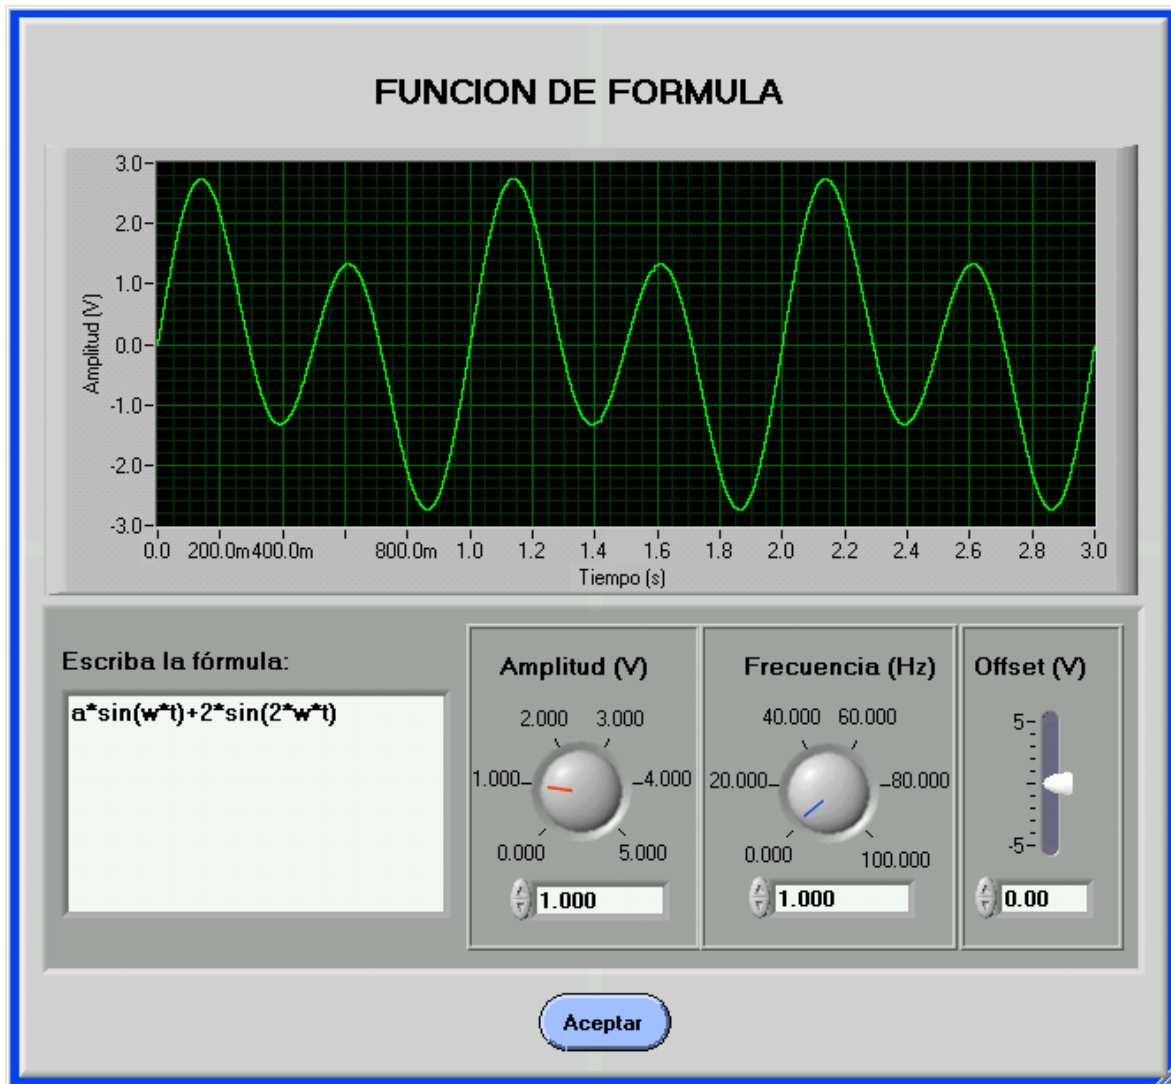 FUNCION DE FORMULA
3.0
2.0
1.0
0.0
-1.0
-2.0
-3.0
Amplitud (V)
0.0 200.0m 400.0m 800.0m 1.0 1.2 1.4 1.6 1.8 2.0 2.2 2.4 2.6 2.8 3.0
Tiempo (s)
Escriba la fórmula:
a*sin(w*t)+2*sin(2*w*t)
Amplitud (V)
2.000 3.000
1.000 4.000
0.000 5.000
1.000
Frecuencia (Hz)
40.000 60.000
20.000 80.000
0.000 100.000
1.000
Offset (V)
5
-5
0.00
Aceptar